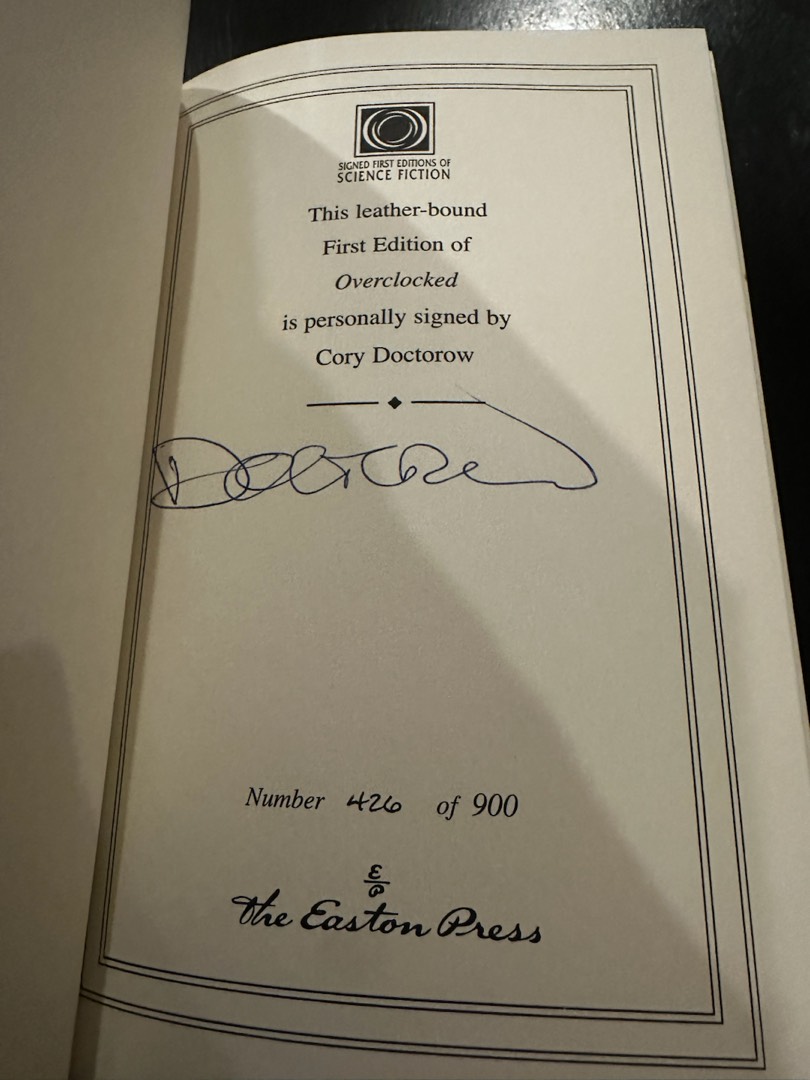 SIGNED FIRST EDITIONS OF
SCIENCE FICTION
This leather-bound
First Edition of
Overclocked
is personally signed by
Cory Doctorow
Doctorow
Number 426 of 900
E
P
The Easton Press